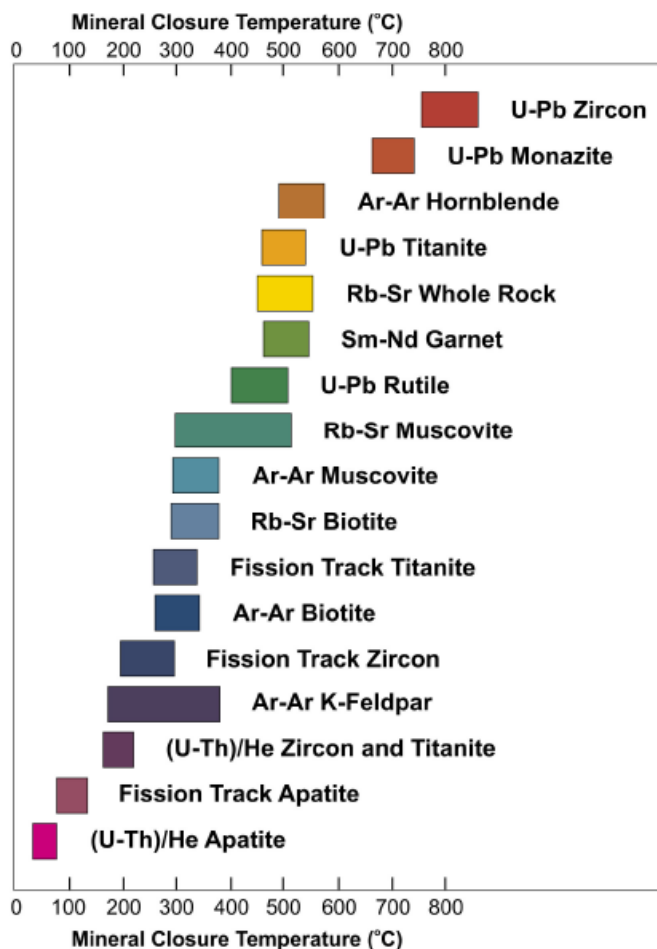 Mineral Closure Temperature (°C)
0 100 200 300 400 500 600 700 800
U-Pb Zircon
U-Pb Monazite
Ar-Ar Hornblende
U-Pb Titanite
Rb-Sr Whole Rock
Sm-Nd Garnet
U-Pb Rutile
Rb-Sr Muscovite
Ar-Ar Muscovite
Rb-Sr Biotite
Fission Track Titanite
Ar-Ar Biotite
Fission Track Zircon
Ar-Ar K-Feldpar
(U-Th)/He Zircon and Titanite
Fission Track Apatite
(U-Th)/He Apatite
0 100 200 300 400 500 600 700 800
Mineral Closure Temperature (°C)